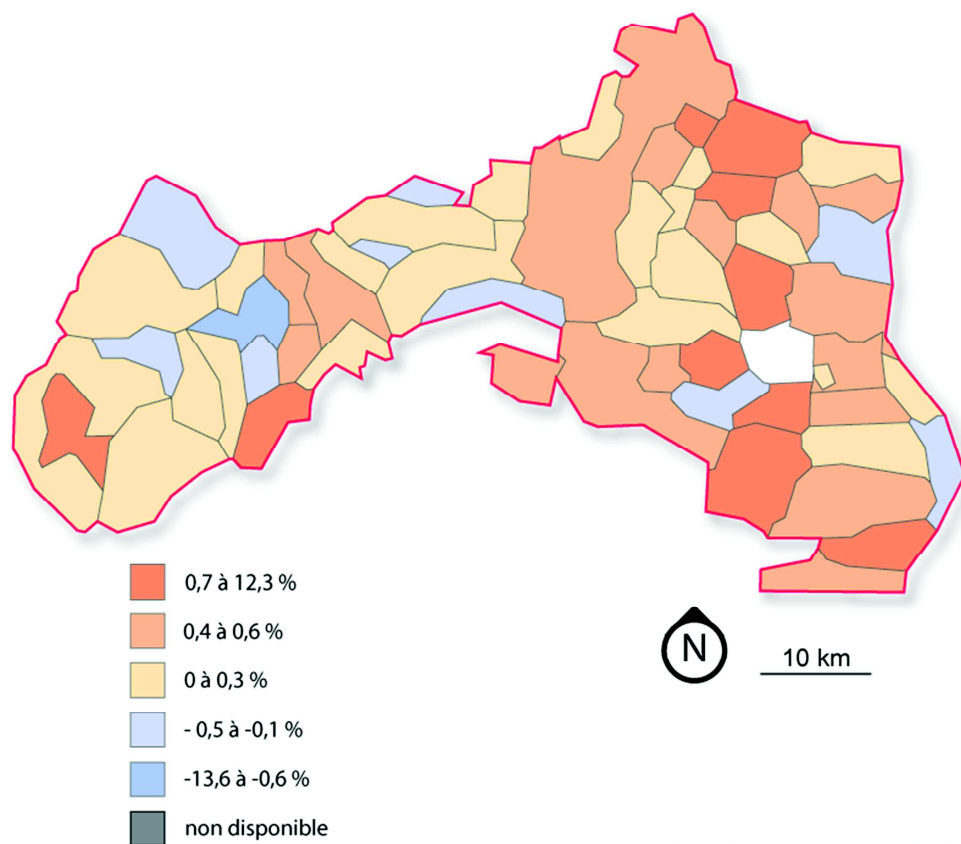 0,7 à 12,3 %
0,4 à 0,6 %
0 à 0,3 %
- 0,5 à -0,1 %
-13,6 à -0,6 %
non disponible
N
10 km